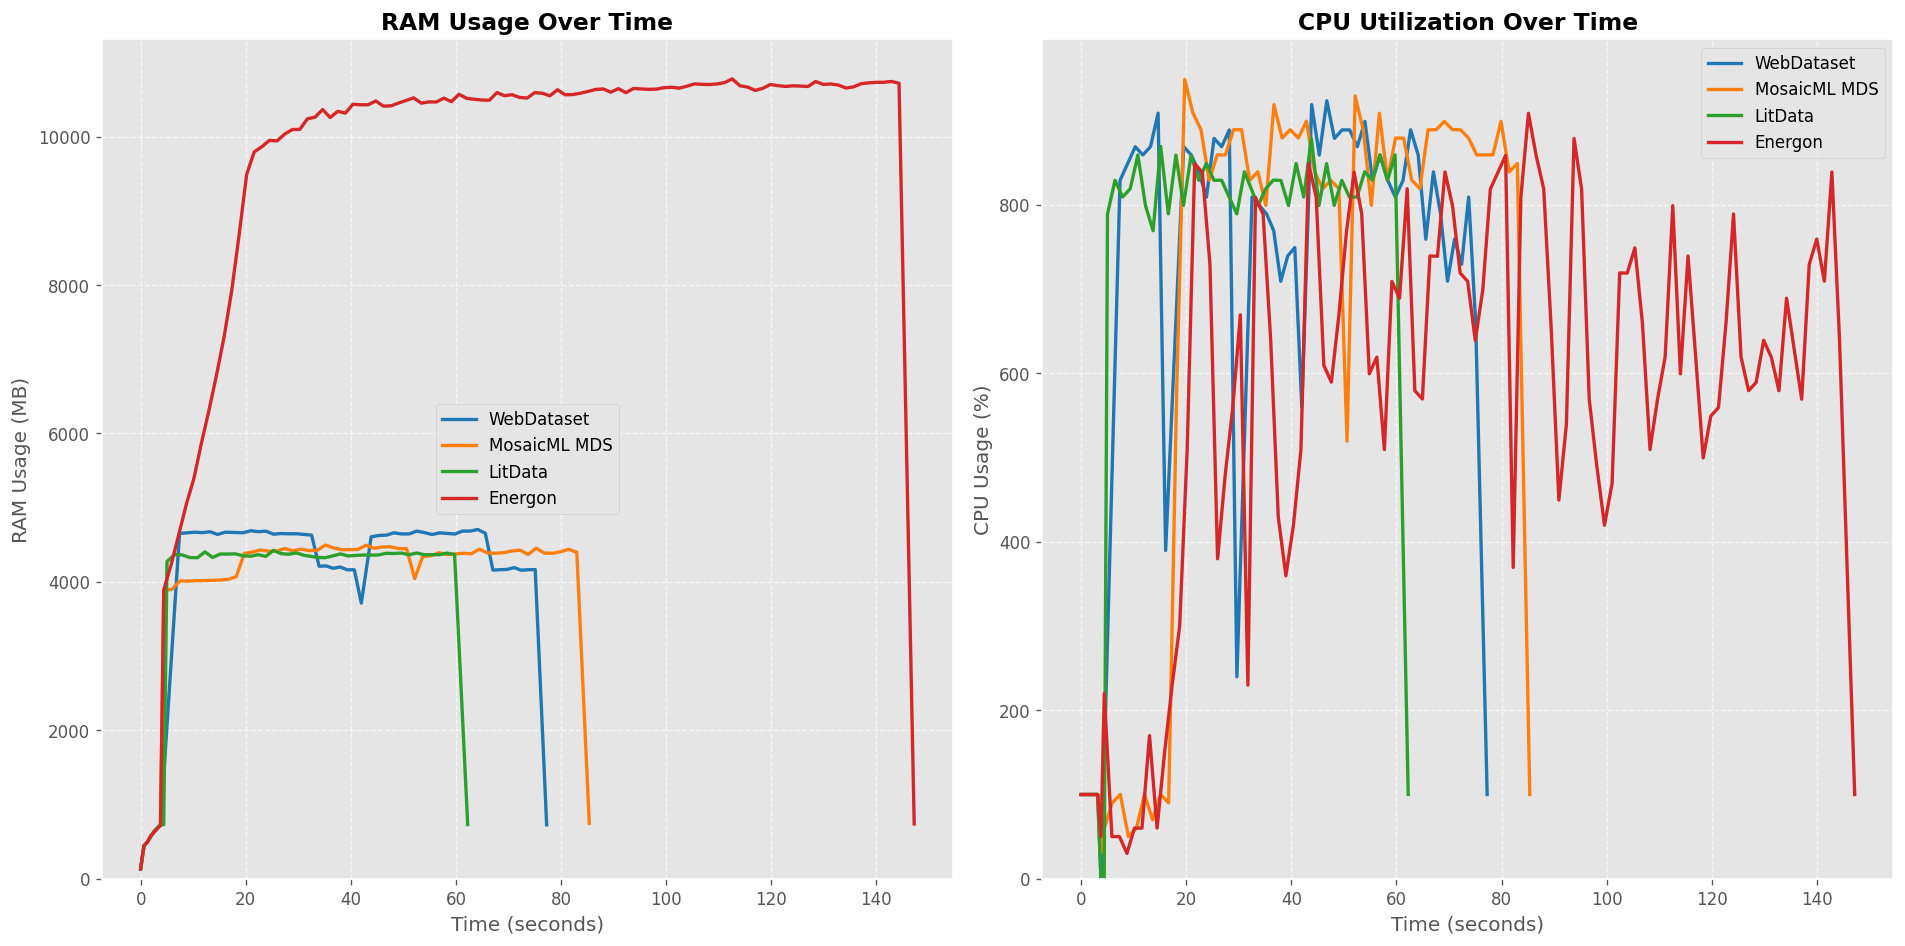 RAM Usage Over Time
RAM Usage (MB)
10000
8000
6000
4000
2000
0
WebDataset
MosaicML MDS
LitData
Energon
0 20 40 60 80 100 120 140
Time (seconds)
CPU Utilization Over Time
CPU Usage (%)
800
600
400
200
0
WebDataset
MosaicML MDS
LitData
Energon
0 20 40 60 80 100 120 140
Time (seconds)